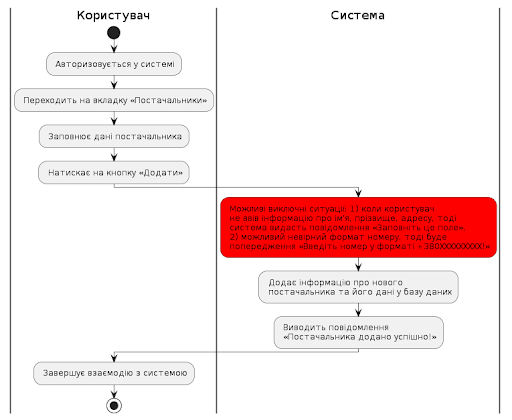 Користувач
Система
Авторизовується у системі
Переходить на вкладку «Постачальники»
Заповнює дані постачальника
Натискає на кнопку «Додати»
Можливі виключні ситуації: 1) коли користувач
не ввів інформацію про ім'я, прізвище, адресу, тоді
система видасть повідомлення «Заповніть це поле».
2) можливий невірний формат номеру, тоді буде
попередження «Введіть номер у форматі
Додає інформацію про нового
постачальника та його дані у базу даних
Виводить повідомлення
«Постачальника додано успішно!»
Завершує взаємодію з системою